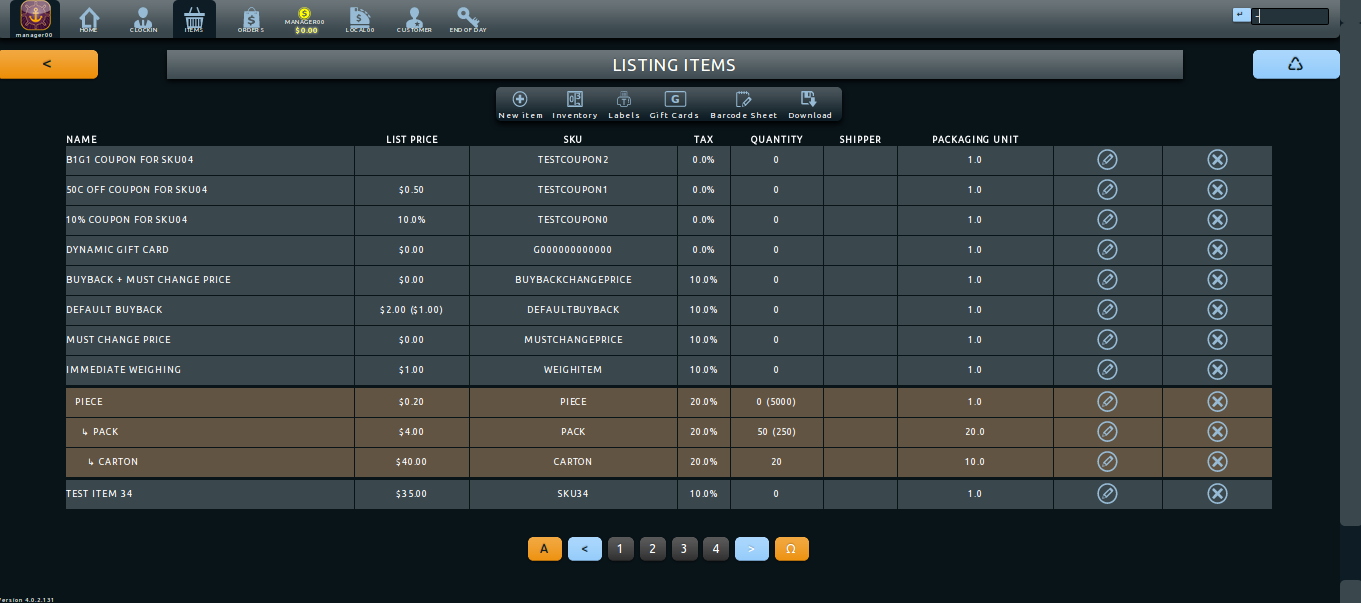 manager00 HOME CLOCKIN ITEMS ORDERS MANAGER00 $0.00 LOCAL00 CUSTOMER END OF DAY
< LISTING ITEMS
New item Inventory Labels Gift Cards Barcode Sheet Download
NAME LIST PRICE SKU TAX QUANTITY SHIPPER PACKAGING UNIT
B1G1 COUPON FOR SKU04 TESTCOUPON2 0.0% 0 1.0
50C OFF COUPON FOR SKU04 $0.50 TESTCOUPON1 0.0% 0 1.0
10% COUPON FOR SKU04 10.0% TESTCOUPON0 0.0% 0 1.0
DYNAMIC GIFT CARD $0.00 G000000000000 0.0% 0 1.0
BUYBACK + MUST CHANGE PRICE $0.00 BUYBACKCHANGEPRICE 10.0% 0 1.0
DEFAULT BUYBACK $2.00 ($1.00) DEFAULTBUYBACK 10.0% 0 1.0
MUST CHANGE PRICE $0.00 MUSTCHANGEPRICE 10.0% 0 1.0
IMMEDIATE WEIGHING $1.00 WEIGHITEM 10.0% 0 1.0
PIECE $0.20 PIECE 20.0% 0 (5000) 1.0
↳ PACK $4.00 PACK 20.0% 50 (250) 20.0
↳ CARTON $40.00 CARTON 20.0% 20 10.0
TEST ITEM 34 $35.00 SKU34 10.0% 0 1.0
A < 1 2 3 4 > Ω
Version 4.0.2.131